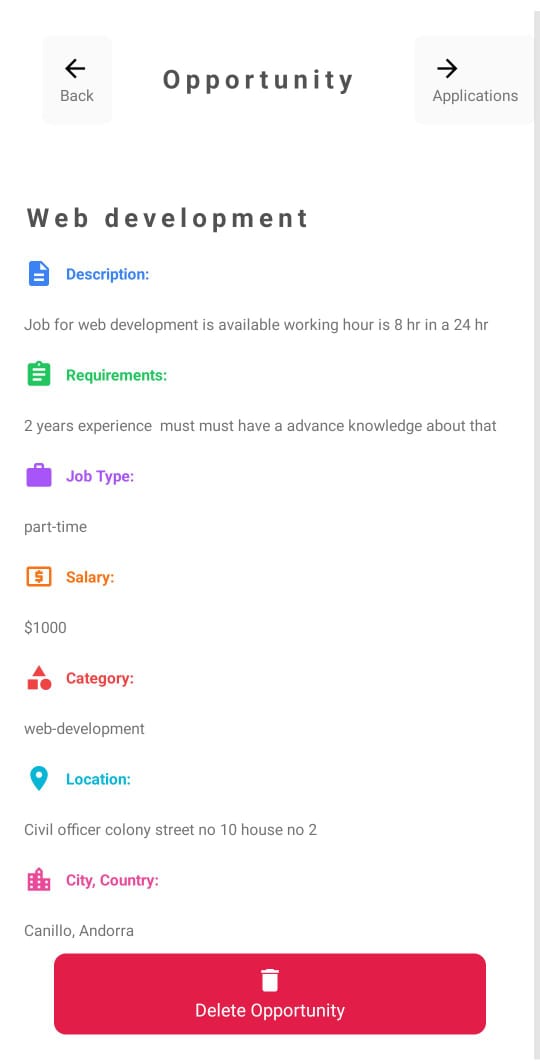 Back
Opportunity
Applications
Web development
Description:
Job for web development is available working hour is 8 hr in a 24 hr
Requirements:
2 years experience  must must have a advance knowledge about that
Job Type:
part-time
Salary:
$1000
Category:
web-development
Location:
Civil officer colony street no 10 house no 2
City, Country:
Canillo, Andorra
Delete Opportunity